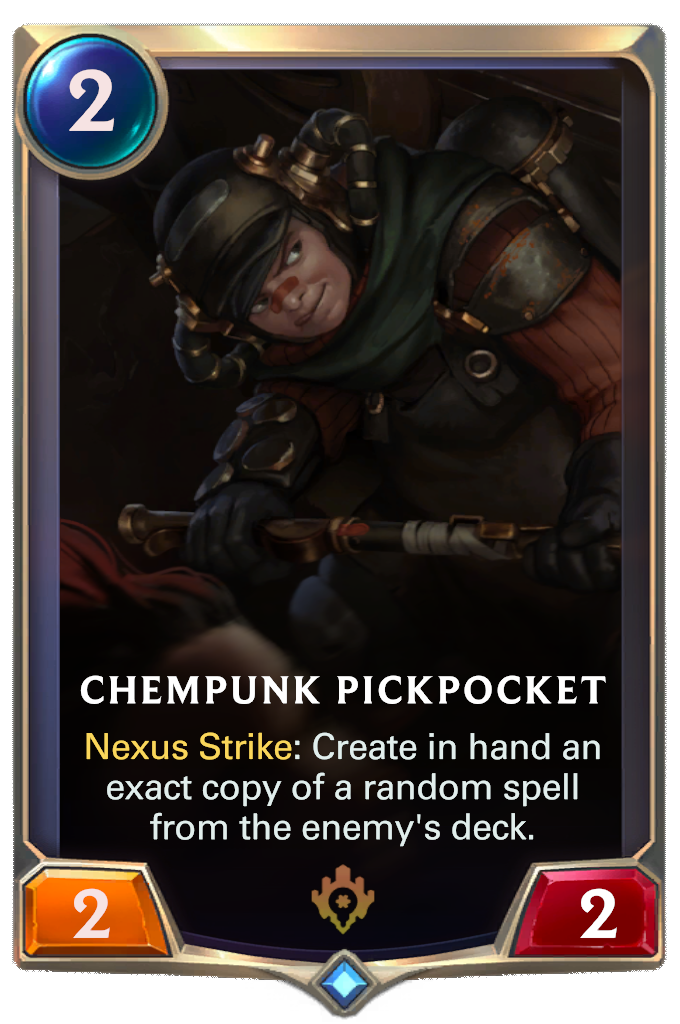 2
CHEMPUNK PICKPOCKET
Nexus Strike: Create in hand an
exact copy of a random spell
from the enemy's deck.
2
2